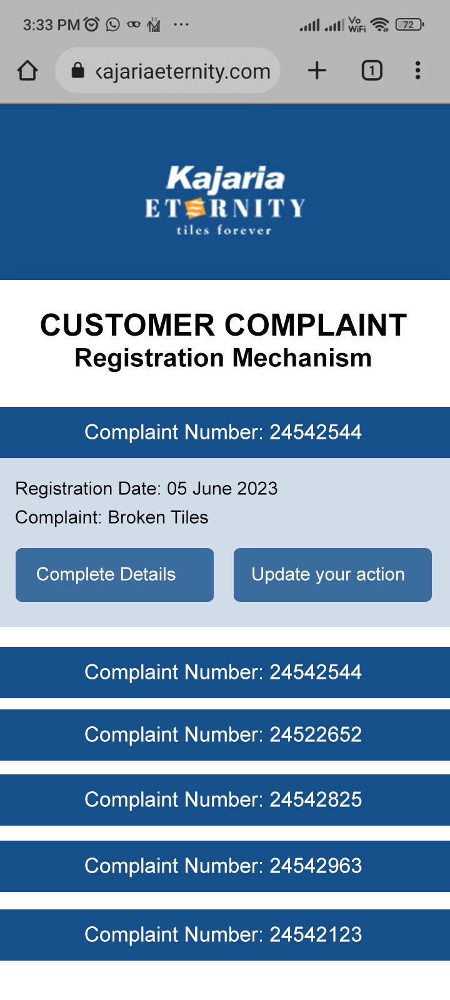 3:33 PM
Vo
WiFi
72
kajariaeternity.com
1
Kajaria
ETERNITY
tiles forever
CUSTOMER COMPLAINT
Registration Mechanism
Complaint Number: 24542544
Registration Date: 05 June 2023
Complaint: Broken Tiles
Complete Details
Update your action
Complaint Number: 24542544
Complaint Number: 24522652
Complaint Number: 24542825
Complaint Number: 24542963
Complaint Number: 24542123